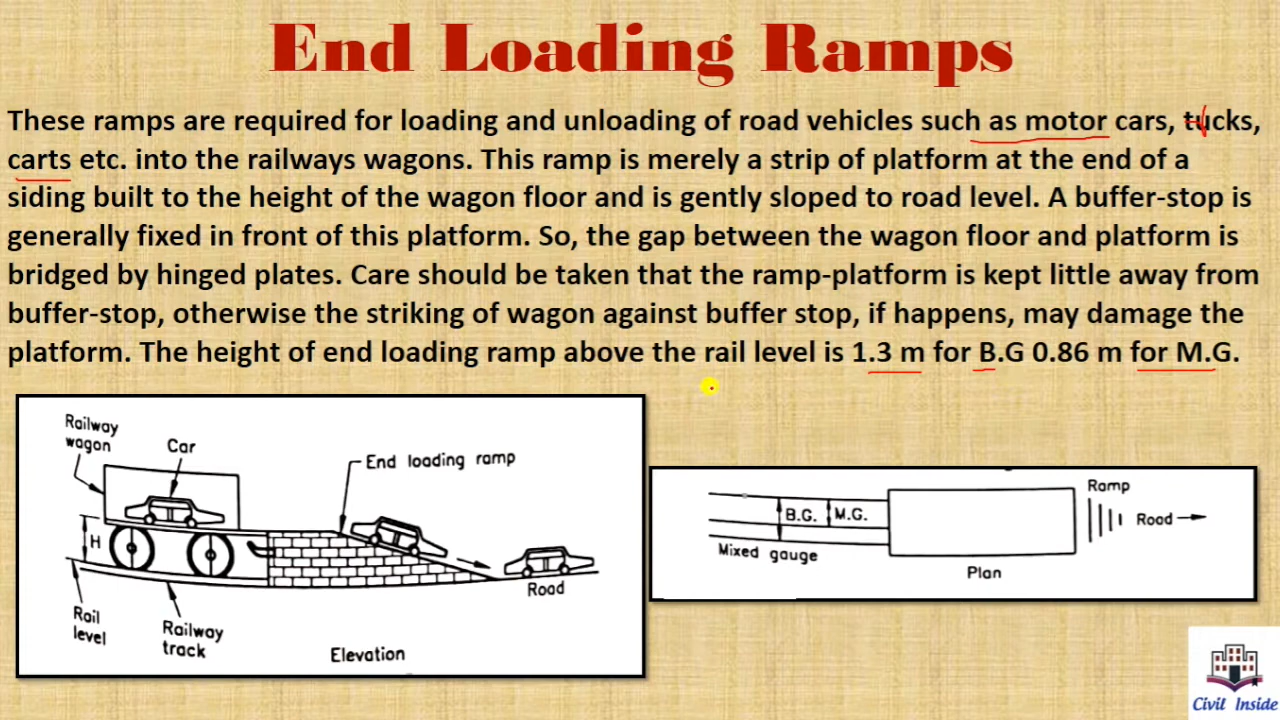 End Loading Ramps
These ramps are required for loading and unloading of road vehicles such as motor cars, tucks,
carts etc. into the railways wagons. This ramp is merely a strip of platform at the end of a
siding built to the height of the wagon floor and is gently sloped to road level. A buffer-stop is
generally fixed in front of this platform. So, the gap between the wagon floor and platform is
bridged by hinged plates. Care should be taken that the ramp-platform is kept little away from
buffer-stop, otherwise the striking of wagon against buffer stop, if happens, may damage the
platform. The height of end loading ramp above the rail level is 1.3 m for B.G 0.86 m for M.G.
Railway
wagon
Car
End loading ramp
H
Road
Rail
level
Railway
track
Elevation
Ramp
B.G.
M.G.
Road
Mixed gauge
Plan
Civil Inside